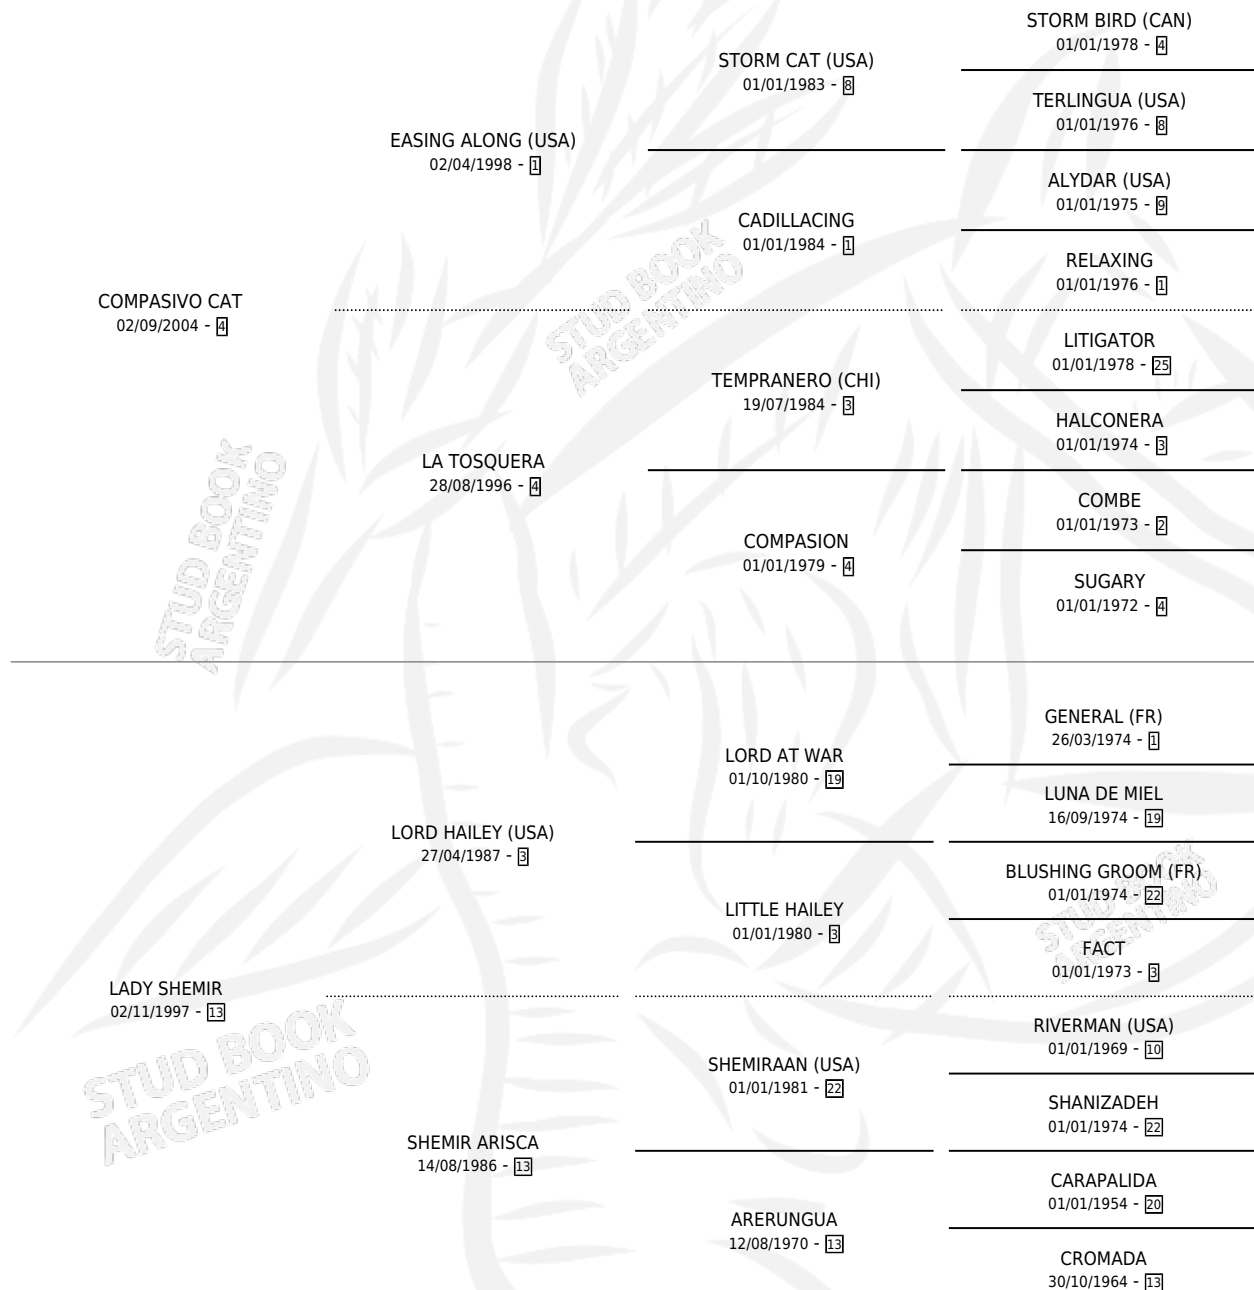 STORM BIRD (CAN)
01/01/1978 - 4
STORM CAT (USA)
01/01/1983 - 8
TERLINGUA (USA)
01/01/1976 - 8
EASING ALONG (USA)
02/04/1998 - 1
ALYDAR (USA)
01/01/1975 - 9
CADILLACING
01/01/1984 - 1
RELAXING
01/01/1976 - 1
COMPASIVO CAT
02/09/2004 - 4
LITIGATOR
01/01/1978 - 25
TEMPRANERO (CHI)
19/07/1984 - 3
HALCONERA
01/01/1974 - 3
LA TOSQUERA
28/08/1996 - 4
COMBE
01/01/1973 - 2
COMPASION
01/01/1979 - 4
SUGARY
01/01/1972 - 4
GENERAL (FR)
26/03/1974 - 1
LORD AT WAR
01/10/1980 - 19
LUNA DE MIEL
16/09/1974 - 19
LORD HAILEY (USA)
27/04/1987 - 3
BLUSHING GROOM (FR)
01/01/1974 - 22
LITTLE HAILEY
01/01/1980 - 3
FACT
01/01/1973 - 3
LADY SHEMIR
02/11/1997 - 13
RIVERMAN (USA)
01/01/1969 - 10
SHEMIRAAN (USA)
01/01/1981 - 22
SHANIZADEH
01/01/1974 - 22
SHEMIR ARISCA
14/08/1986 - 13
CARAPALIDA
01/01/1954 - 20
ARERUNGUA
12/08/1970 - 13
CROMADA
30/10/1964 - 13
STUD BOOK
ARGENTINO
STUD BOOK
ARGENTINO
STUD BOOK
ARGENTINO
STUD BOOK
ARGENTINO